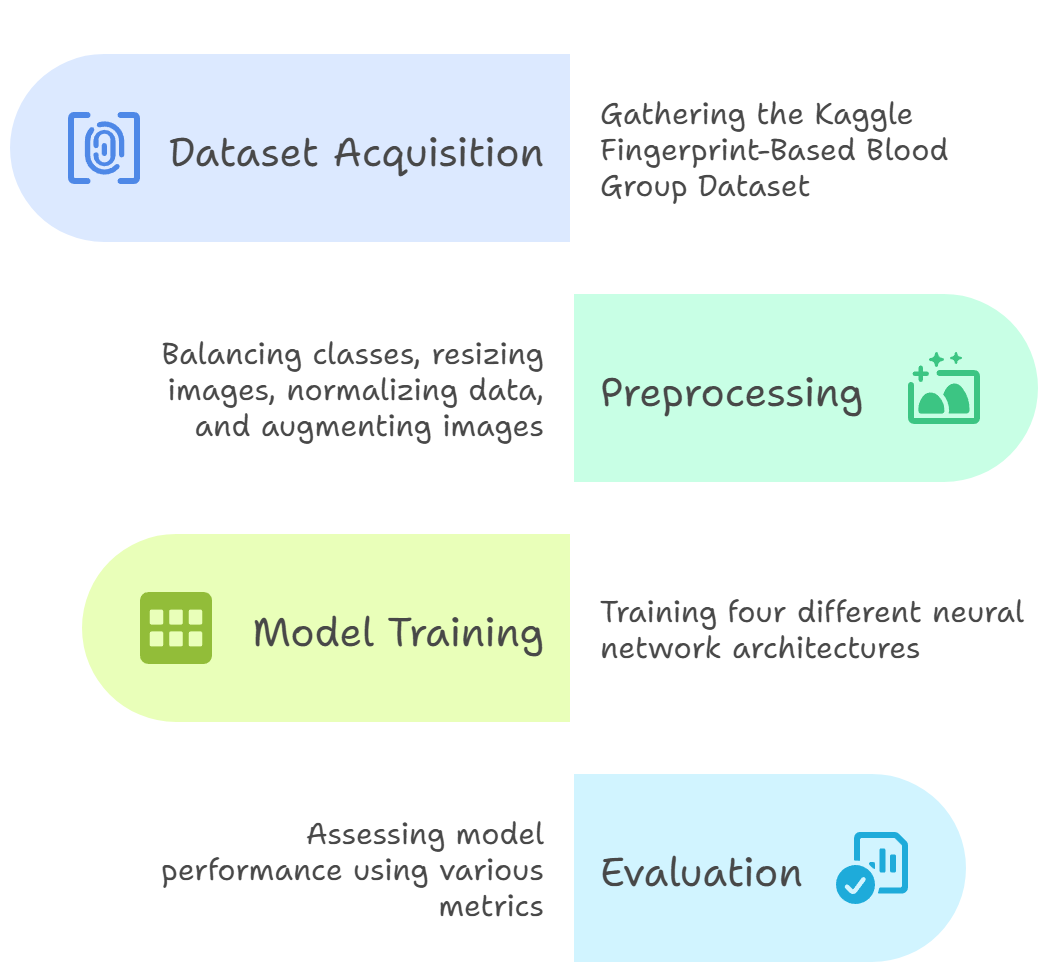 Dataset Acquisition
Gathering the Kaggle
Fingerprint-Based Blood
Group Dataset
Balancing classes, resizing
images, normalizing data,
and augmenting images
Preprocessing
Model Training
Training four different neural
network architectures
Assessing model
performance using various
metrics
Evaluation